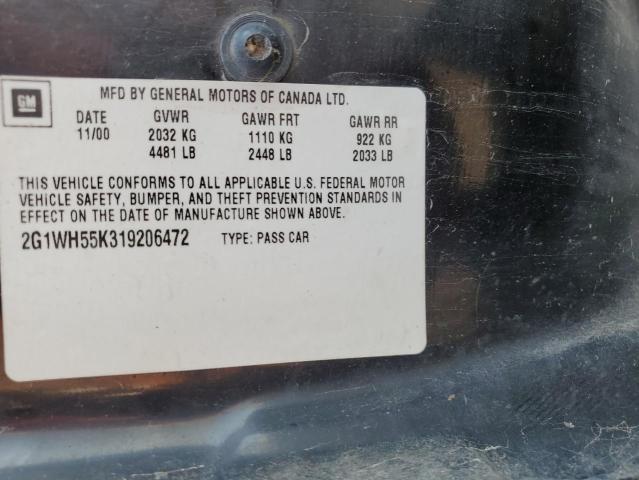 GM
MFD BY GENERAL MOTORS OF CANADA LTD.
DATE GVWR GAWR FRT GAWR RR
11/00 2032 KG 1110 KG 922 KG
4481 LB 2448 LB 2033 LB
THIS VEHICLE CONFORMS TO ALL APPLICABLE U.S. FEDERAL MOTOR
VEHICLE SAFETY, BUMPER, AND THEFT PREVENTION STANDARDS IN
EFFECT ON THE DATE OF MANUFACTURE SHOWN ABOVE.
2G1WH55K319206472 TYPE: PASS CAR